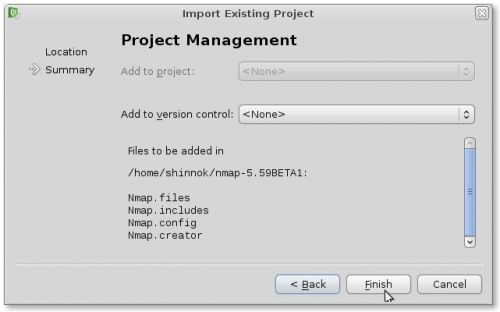 Import Existing Project
Project Management
Location
Summary
Add to project: <None>
Add to version control: <None>
Files to be added in
/home/shinnok/nmap-5.59BETA1:
Nmap.files
Nmap.includes
Nmap.config
Nmap.creator
< Back Finish Cancel